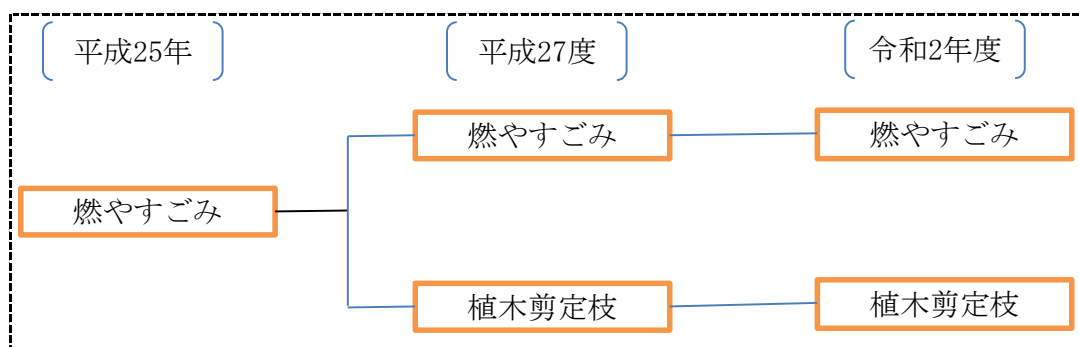 平成25年
平成27度
令和2年度
燃やすごみ
燃やすごみ
燃やすごみ
植木剪定枝
植木剪定枝